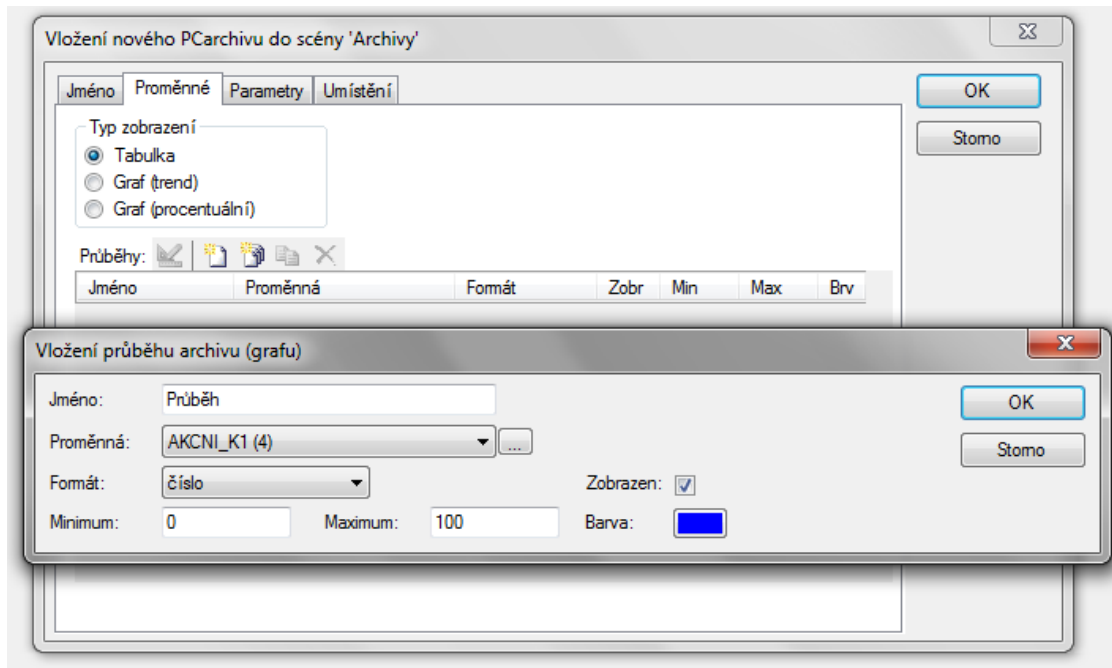 Vložení nového PCarchivu do scény 'Archivy'
Jméno Proměnné Parametry Umístění
OK
Storno
Typ zobrazení
Tabulka
Graf (trend)
Graf (procentuální)
Průběhy:
Jméno Proměnná Formát Zobr Min Max Brv
Vložení průběhu archivu (grafu)
Jméno: Průběh
OK
Proměnná: AKCNI_K1 (4) ...
Storno
Formát: číslo Zobrazen:
Minimum: 0 Maximum: 100 Barva: